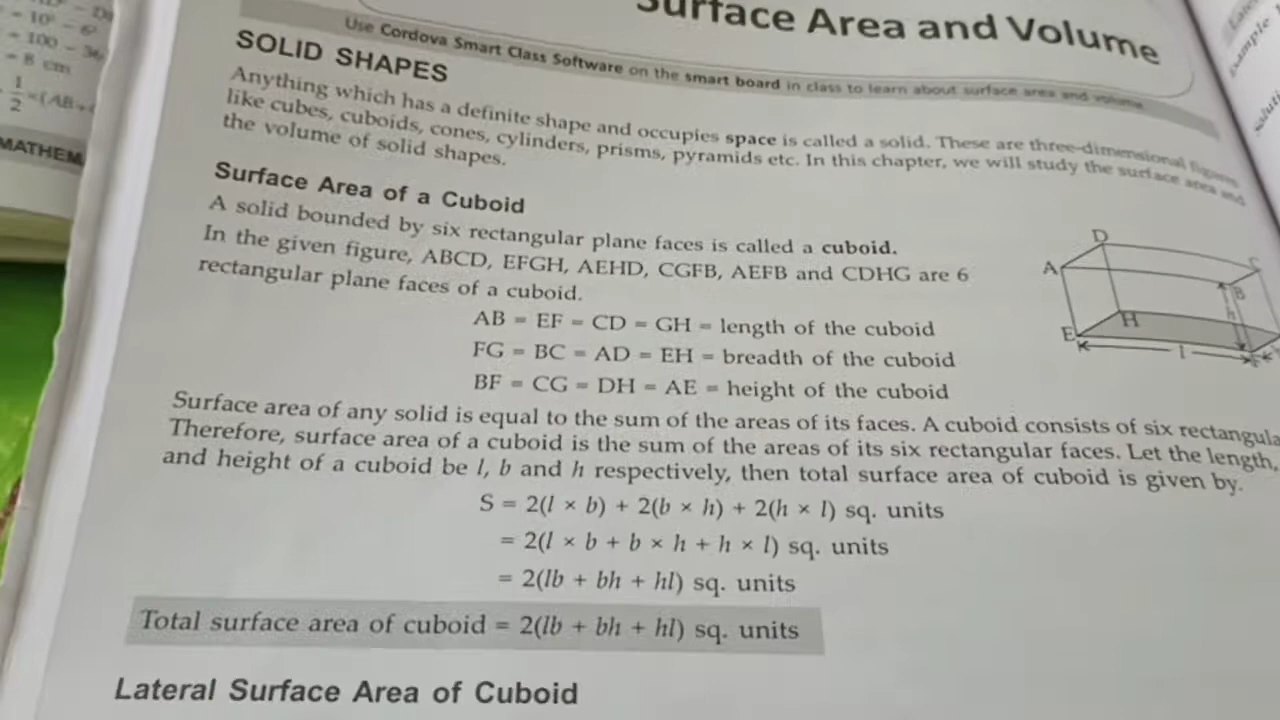 = 10² - 6²
= 100 - 36
= 8 cm
1/2 ×(AB+
MATHEM
Surface Area and Volume
Use Cordova Smart Class Software on the smart board in class to learn about surface area and volume.
SOLID SHAPES
Anything which has a definite shape and occupies space is called a solid. These are three-dimensional figures
like cubes, cuboids, cones, cylinders, prisms, pyramids etc. In this chapter, we will study the surface area and
the volume of solid shapes.
Surface Area of a Cuboid
A solid bounded by six rectangular plane faces is called a cuboid.
In the given figure, ABCD, EFGH, AEHD, CGFB, AEFB and CDHG are 6
rectangular plane faces of a cuboid.
D
C
A
B
h
H
E
l
AB = EF = CD = GH = length of the cuboid
FG = BC = AD = EH = breadth of the cuboid
BF = CG = DH = AE = height of the cuboid
Surface area of any solid is equal to the sum of the areas of its faces. A cuboid consists of six rectangula
Therefore, surface area of a cuboid is the sum of the areas of its six rectangular faces. Let the length,
and height of a cuboid be l, b and h respectively, then total surface area of cuboid is given by.
S = 2(l × b) + 2(b × h) + 2(h × l) sq. units
= 2(l × b + b × h + h × l) sq. units
= 2(lb + bh + hl) sq. units
Total surface area of cuboid = 2(lb + bh + hl) sq. units
Lateral Surface Area of Cuboid